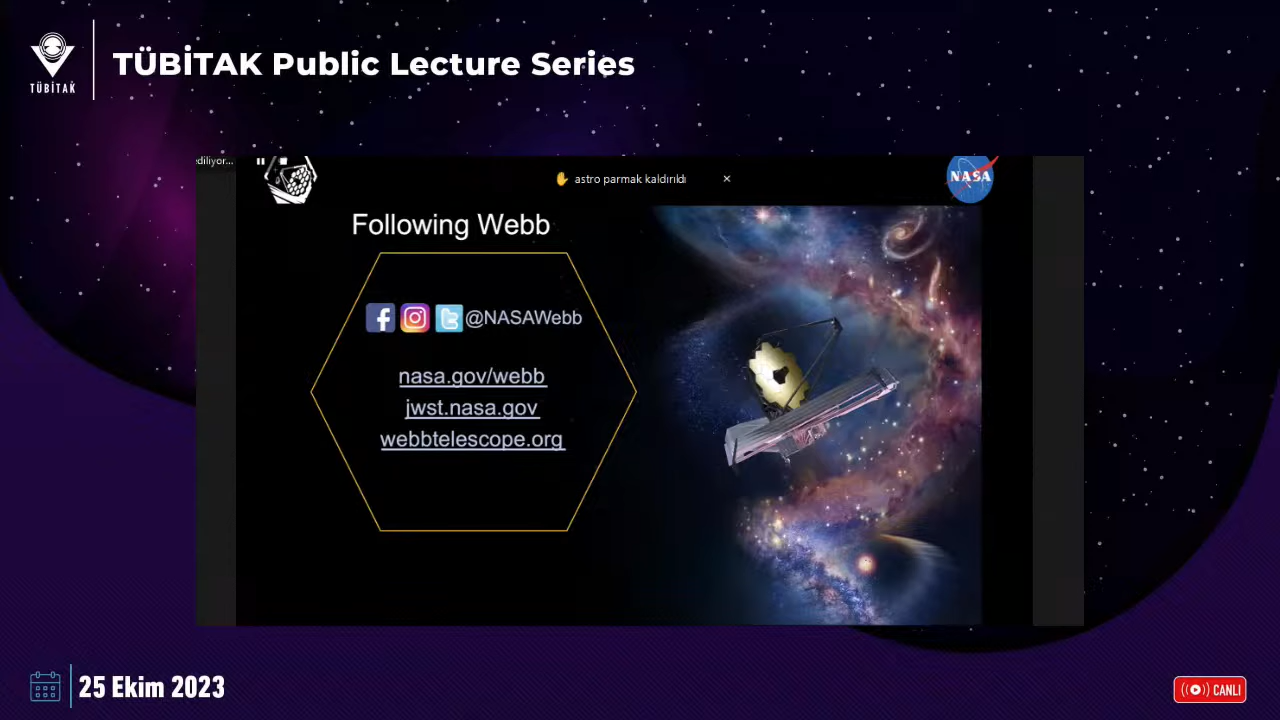 TÜBİTAK
TÜBİTAK Public Lecture Series
ediliyor...
astro parmak kaldırıldı
NASA
Following Webb
@NASAWebb
nasa.gov/webb
jwst.nasa.gov
webbtelescope.org
25 Ekim 2023
CANLI